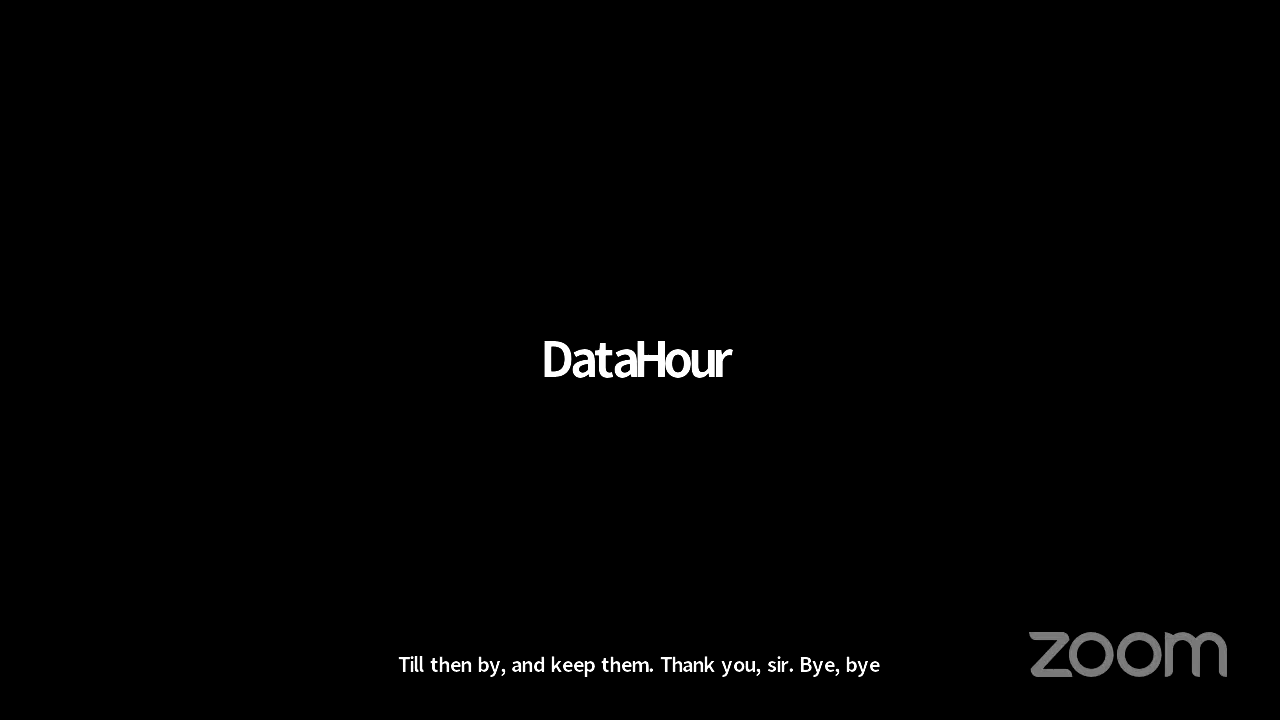 DataHour
Till then by, and keep them. Thank you, sir. Bye, bye
zoom